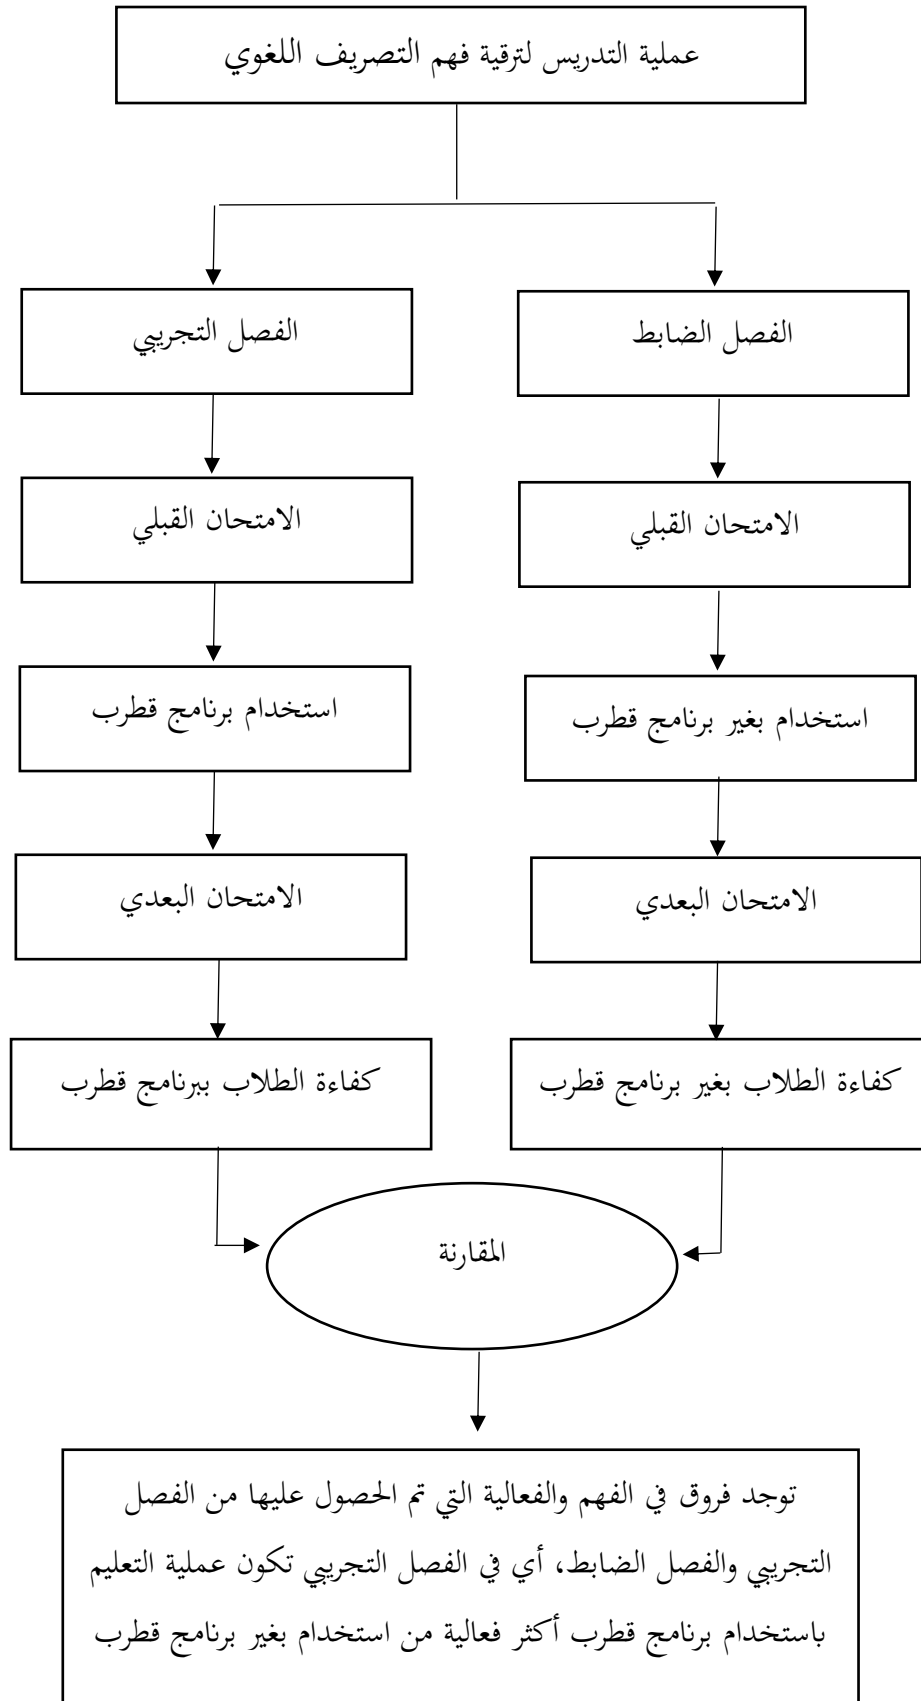 عملية التدريس لترقية فهم التصريف اللغوي
الفصل الضابط
الفصل التجريبي
الامتحان القبلي
الامتحان القبلي
استخدام بغير برنامج قطرب
استخدام برنامج قطرب
الامتحان البعدي
الامتحان البعدي
كفاءة الطلاب بغير برنامج قطرب
كفاءة الطلاب ببرنامج قطرب
المقارنة
توجد فروق في الفهم والفعالية التي تم الحصول عليها من الفصل
التجريبي والفصل الضابط، أي في الفصل التجريبي تكون عملية التعليم
باستخدام برنامج قطرب أكثر فعالية من استخدام بغير برنامج قطرب